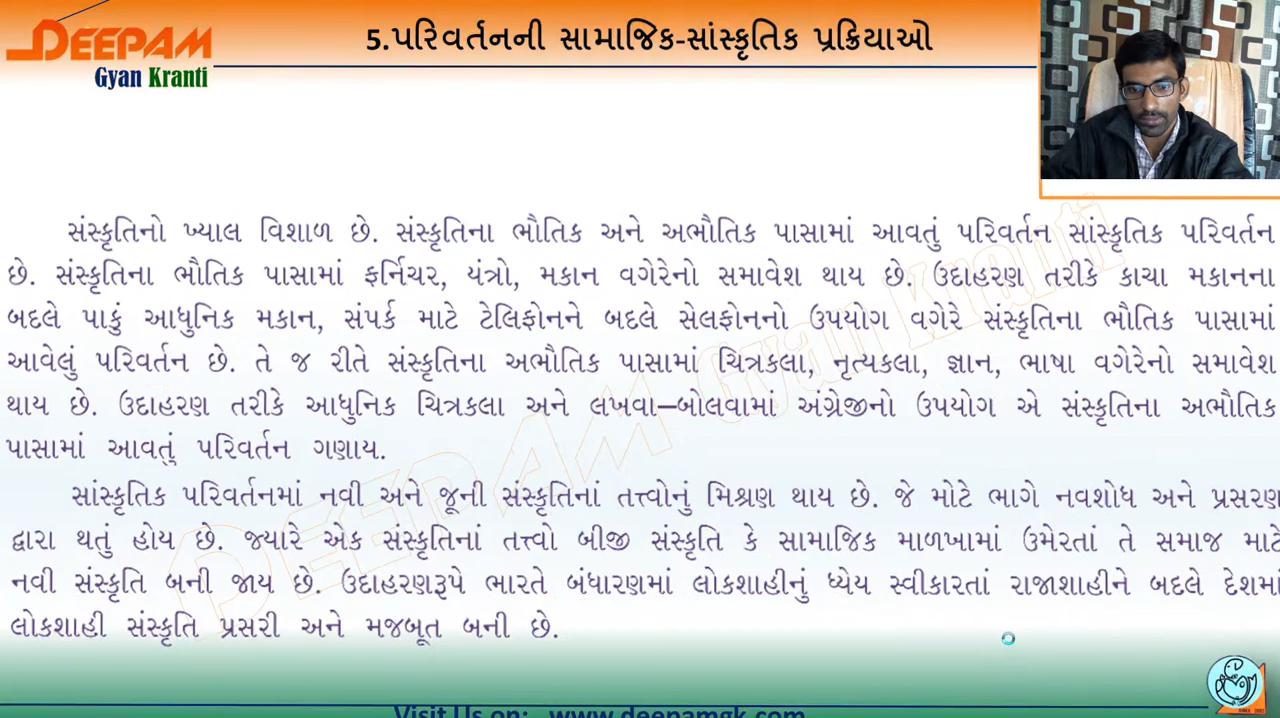 DEEPAM
Gyan Kranti
5.પરિવર્તનની સામાજિક-સાંસ્કૃતિક પ્રક્રિયાઓ
સંસ્કૃતિનો ખ્યાલ વિશાળ છે. સંસ્કૃતિના ભૌતિક અને અભૌતિક પાસામાં આવતું પરિવર્તન સાંસ્કૃતિક પરિવર્તન
છે. સંસ્કૃતિના ભૌતિક પાસામાં ફર્નિચર, યંત્રો, મકાન વગેરેનો સમાવેશ થાય છે. ઉદાહરણ તરીકે કાચા મકાનના
બદલે પાકું આધુનિક મકાન, સંપર્ક માટે ટેલિફોનને બદલે સેલફોનનો ઉપયોગ વગેરે સંસ્કૃતિના ભૌતિક પાસામાં
આવેલું પરિવર્તન છે. તે જ રીતે સંસ્કૃતિના અભૌતિક પાસામાં ચિત્રકલા, નૃત્યકલા, જ્ઞાન, ભાષા વગેરેનો સમાવેશ
થાય છે. ઉદાહરણ તરીકે આધુનિક ચિત્રકલા અને લખવા–બોલવામાં અંગ્રેજીનો ઉપયોગ એ સંસ્કૃતિના અભૌતિક
પાસામાં આવતું પરિવર્તન ગણાય.
સાંસ્કૃતિક પરિવર્તનમાં નવી અને જૂની સંસ્કૃતિનાં તત્ત્વોનું મિશ્રણ થાય છે. જે મોટે ભાગે નવશોધ અને પ્રસરણ
દ્વારા થતું હોય છે. જ્યારે એક સંસ્કૃતિનાં તત્ત્વો બીજી સંસ્કૃતિ કે સામાજિક માળખામાં ઉમેરતાં તે સમાજ માટે
નવી સંસ્કૃતિ બની જાય છે. ઉદાહરણરૂપે ભારતે બંધારણમાં લોકશાહીનું ધ્યેય સ્વીકારતાં રાજાશાહીને બદલે દેશમાં
લોકશાહી સંસ્કૃતિ પ્રસરી અને મજબૂત બની છે.
DEEPAM Gyan Kranti
Visit Us on: www.deepamgk.com